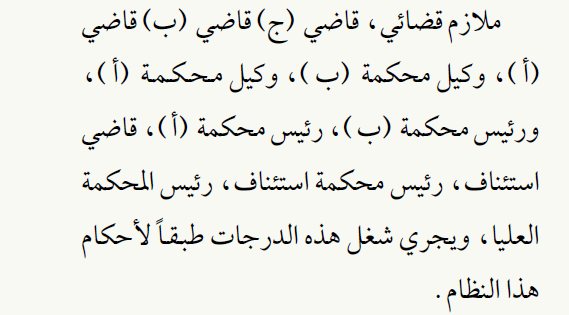 ملازم قضائي، قاضي (ج) قاضي (ب) قاضي
(أ)، وكيل محكمة (ب)، وكيل محكمة (أ)،
ورئيس محكمة (ب)، رئيس محكمة (أ)، قاضي
استئناف، رئيس محكمة استئناف، رئيس المحكمة
العليا، ويجري شغل هذه الدرجات طبقاً لأحكام
هذا النظام.